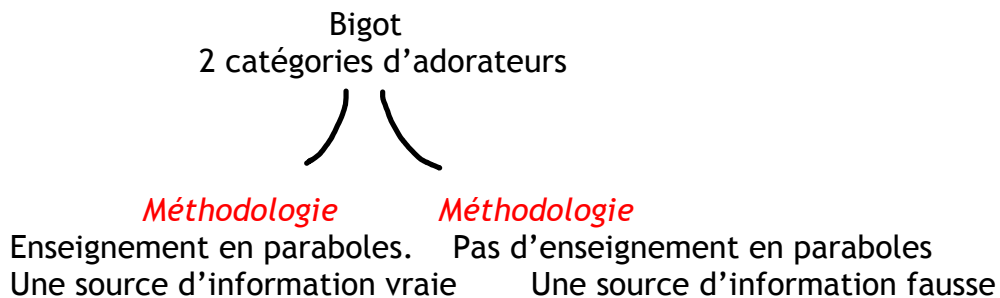 Bigot
2 catégories d’adorateurs
Méthodologie Méthodologie
Enseignement en paraboles. Pas d’enseignement en paraboles
Une source d’information vraie Une source d’information fausse